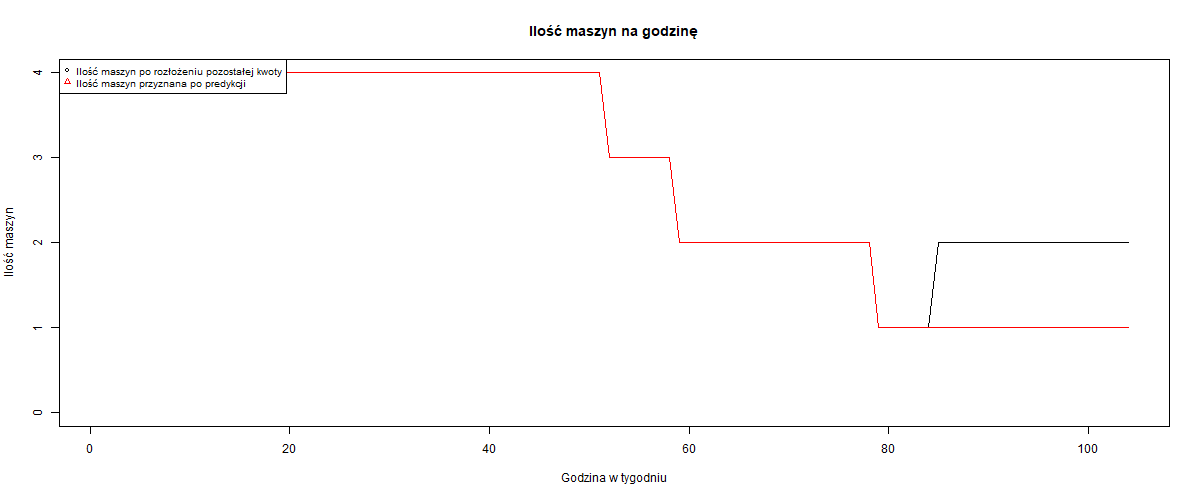 Ilość maszyn na godzinę
Ilość maszyn po rozłożeniu pozostałej kwoty
Ilość maszyn przyznana po predykcji
Ilość maszyn
4
3
2
1
0
0 20 40 60 80 100
Godzina w tygodniu